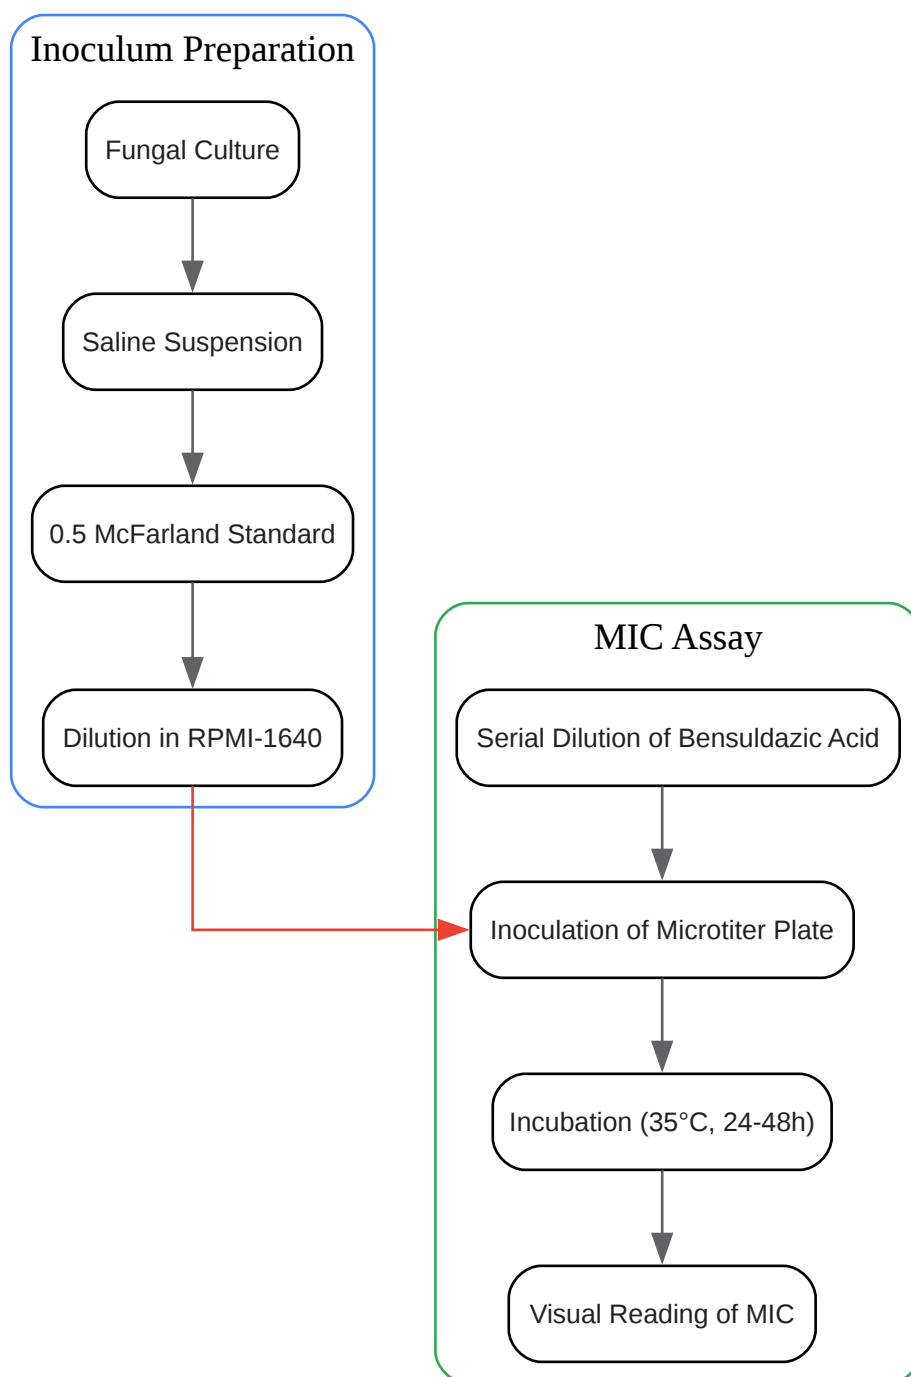 Inoculum Preparation
Fungal Culture
Saline Suspension
0.5 McFarland Standard
Dilution in RPMI-1640
MIC Assay
Serial Dilution of Bensuldazic Acid
Inoculation of Microtiter Plate
Incubation (35°C, 24-48h)
Visual Reading of MIC